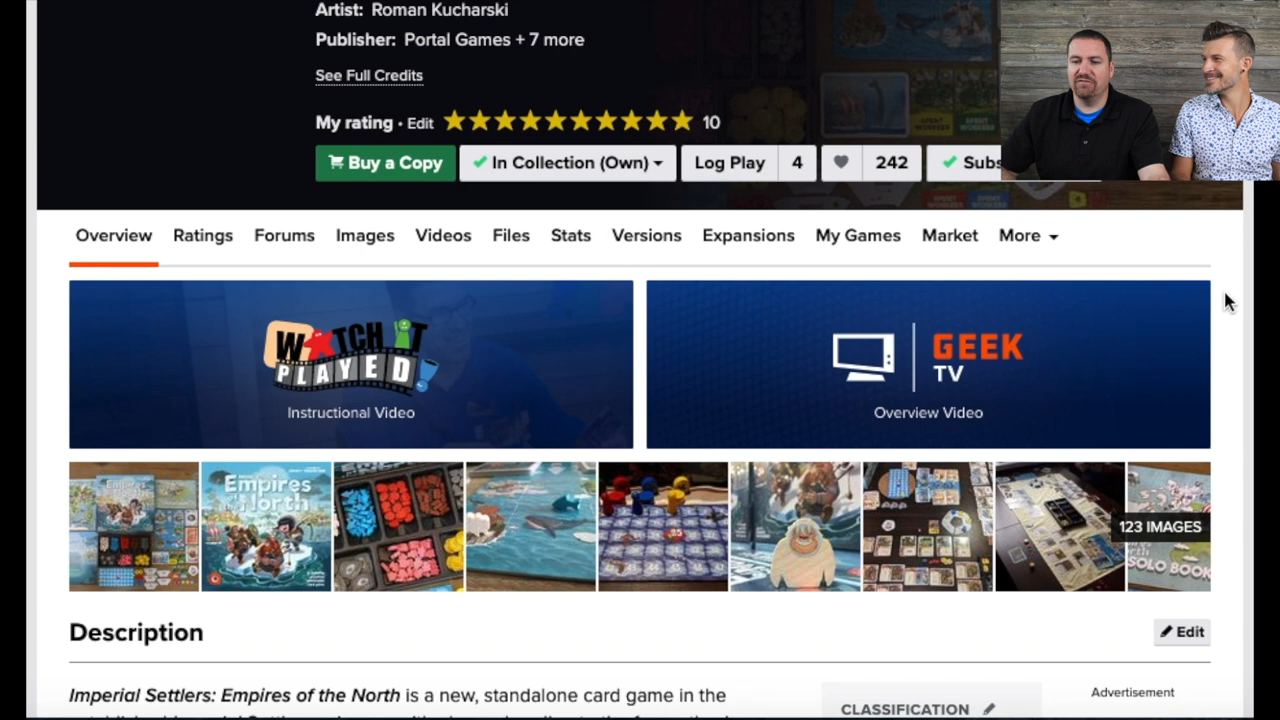 Artist: Roman Kucharski
Publisher: Portal Games + 7 more
See Full Credits
My rating • Edit 10
Buy a Copy In Collection (Own) Log Play 4 242 Subs
Overview Ratings Forums Images Videos Files Stats Versions Expansions My Games Market More
WATCH IT
PLAYED
Instructional Video
GEEK
TV
Overview Video
Empires
Empires
of the North
123 IMAGES
SOLO BOOK
Description
Edit
Imperial Settlers: Empires of the North is a new, standalone card game in the
Advertisement
CLASSIFICATION